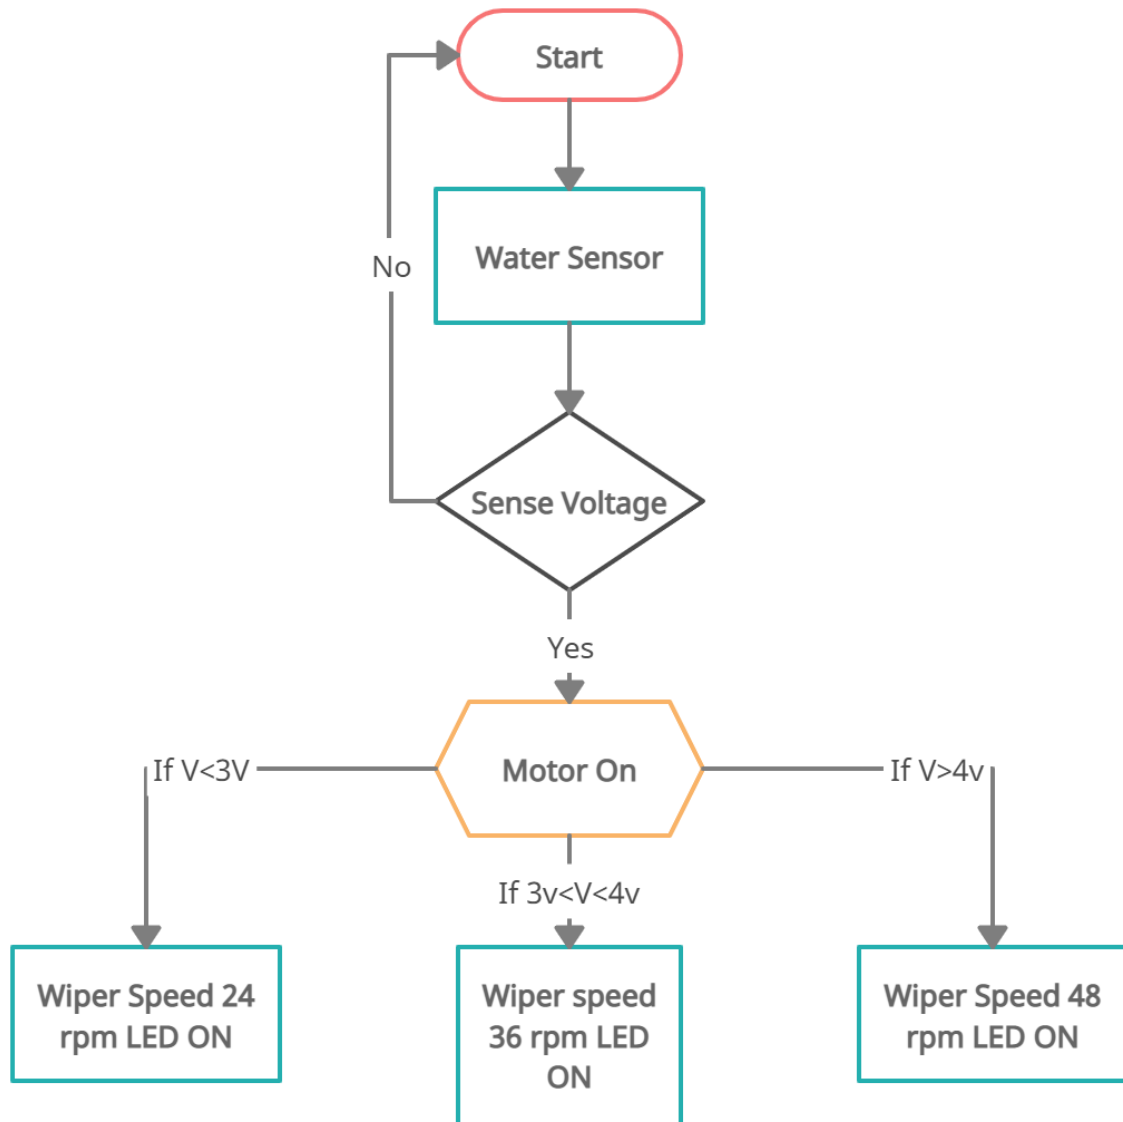 Start
Water Sensor
No
Sense Voltage
Yes
Motor On
If V<3V
If V>4v
If 3v<V<4v
Wiper Speed 24
rpm LED ON
Wiper speed
36 rpm LED
ON
Wiper Speed 48
rpm LED ON